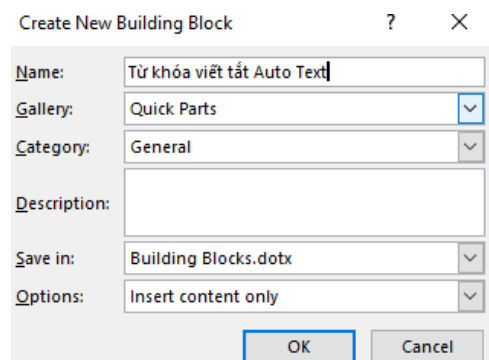 Create New Building Block ? ×
Name: Từ khóa viết tắt Auto Text
Gallery: Quick Parts
Category: General
Description:
Save in: Building Blocks.dotx
Options: Insert content only
OK Cancel